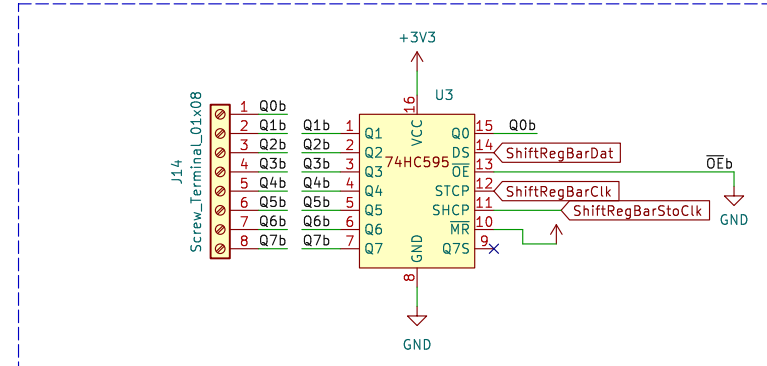 +3V3
U3
16
VCC
Screw_Terminal_01x08
J14
1 Q0b
2 Q1b
3 Q2b
4 Q3b
5 Q4b
6 Q5b
7 Q6b
8 Q7b
Q1b 1 Q1
Q2b 2 Q2
Q3b 3 Q3
Q4b 4 Q4
Q5b 5 Q5
Q6b 6 Q6
Q7b 7 Q7
74HC595
Q0 15 Q0b
DS 14 ShiftRegBarDat
OE 13 OEb
STCP 12 ShiftRegBarClk
SHCP 11 ShiftRegBarStoClk
MR 10
Q7S 9
GND
GND
8
GND